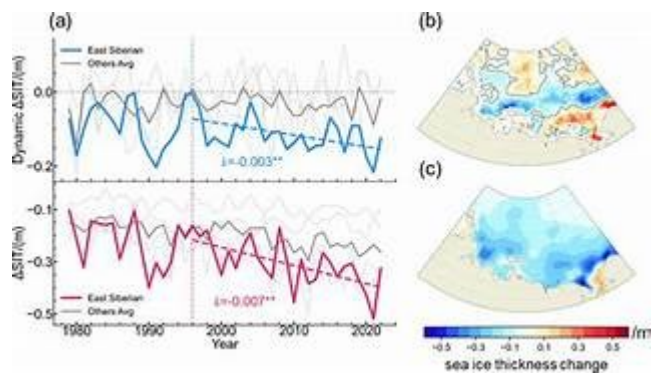 (a)
East Siberian
Others Avg
Dynamic ΔSIT/(m)
0.0
−0.1
−0.2
λ=-0.003**
ΔSIT/(m)
−0.1
−0.3
−0.5
λ=-0.007**
East Siberian
Others Avg
1980 1990 2000 2010 2020
Year
(b)
(c)
−0.5 −0.3 −0.1 0.1 0.3 0.5
/m
sea ice thickness change